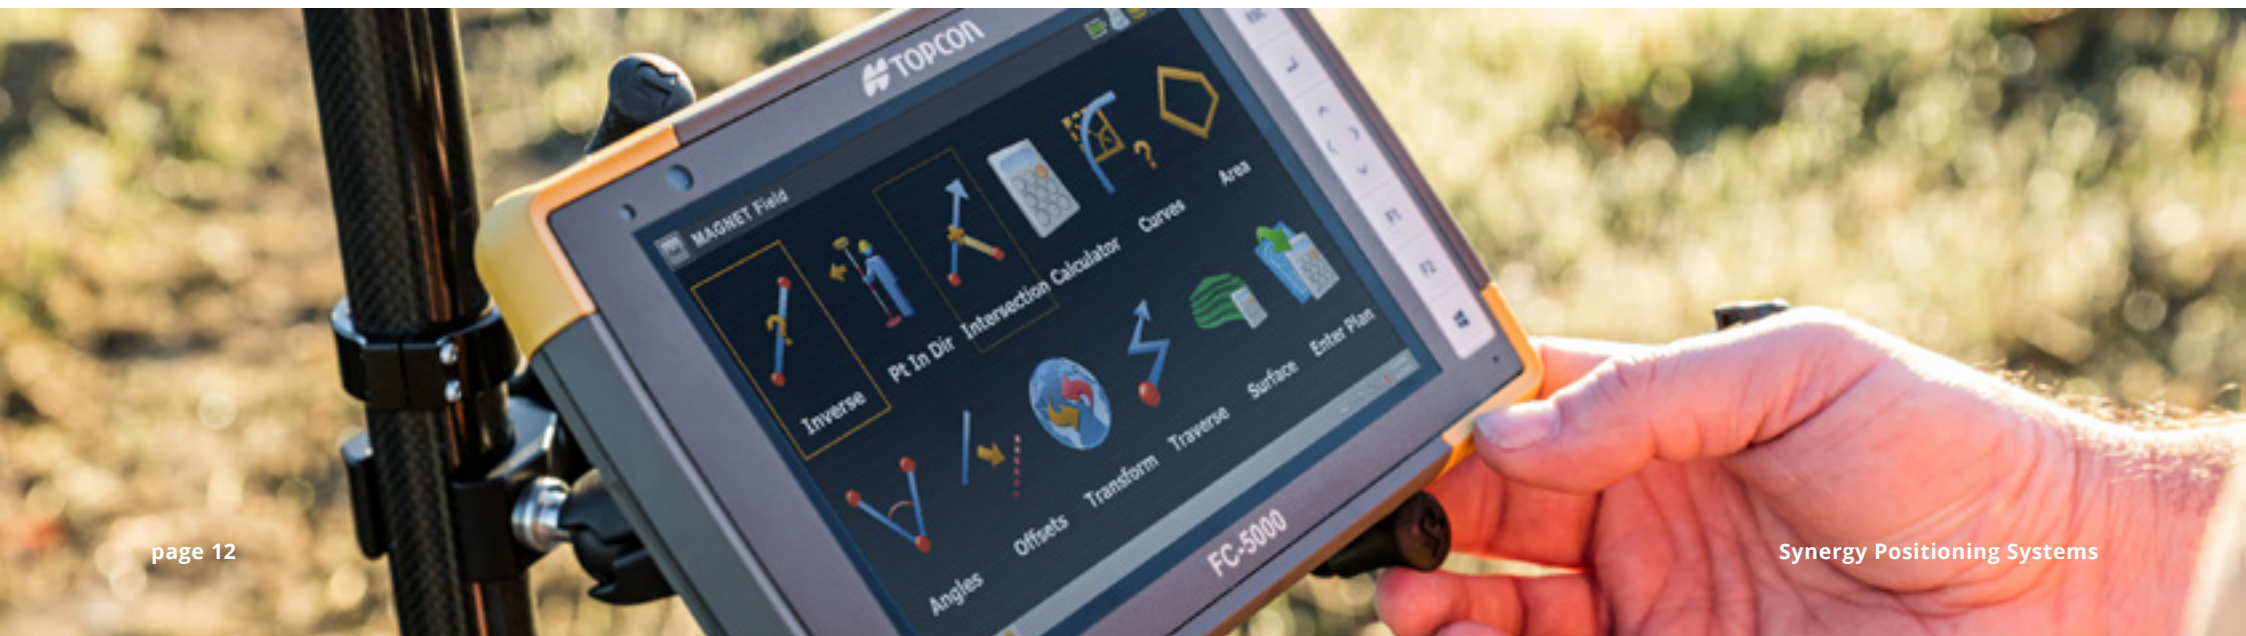 TOPCON
MAGNET Field
Inverse
Pt In Dir
Intersection
Calculator
Curves
Area
Angles
Offsets
Transform
Traverse
Surface
Enter Plan
ESC
F1
F2
FC-5000
page 12
Synergy Positioning Systems